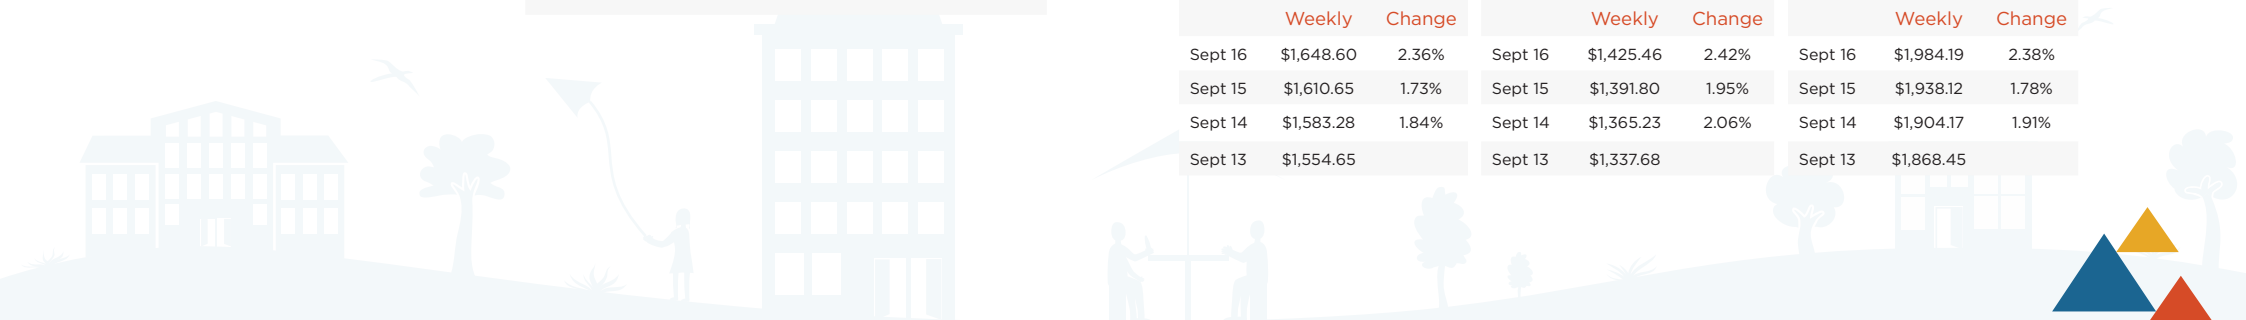 Weekly Change Weekly Change Weekly Change
Sept 16 $1,648.60 2.36% Sept 16 $1,425.46 2.42% Sept 16 $1,984.19 2.38%
Sept 15 $1,610.65 1.73% Sept 15 $1,391.80 1.95% Sept 15 $1,938.12 1.78%
Sept 14 $1,583.28 1.84% Sept 14 $1,365.23 2.06% Sept 14 $1,904.17 1.91%
Sept 13 $1,554.65 Sept 13 $1,337.68 Sept 13 $1,868.45